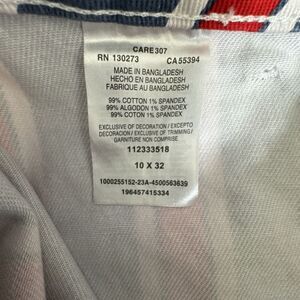 CARE307
RN 130273 CA55394
MADE IN BANGLADESH
HECHO EN BANGLADESH
FABRIQUE AU BANGLADESH
99% COTTON 1% SPANDEX
99% ALGODON 1% SPANDEX
99% COTON 1% SPANDEX
EXCLUSIVE OF DECORATION / EXCEPTO
DECORACION / EXCLUSIVE OF TRIMMING /
GARNITURE NON COMPRISE
112333518
10 X 32
1000255152-23A-4500563639
196457415334